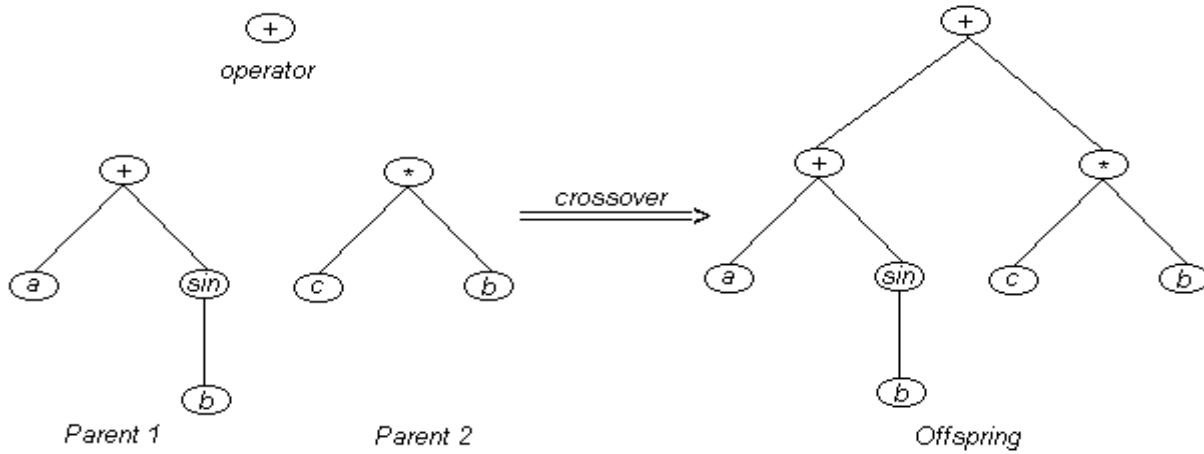 +
operator
+
+ * crossover + *
a sin c b a sin c b
b b
Parent 1 Parent 2 Offspring